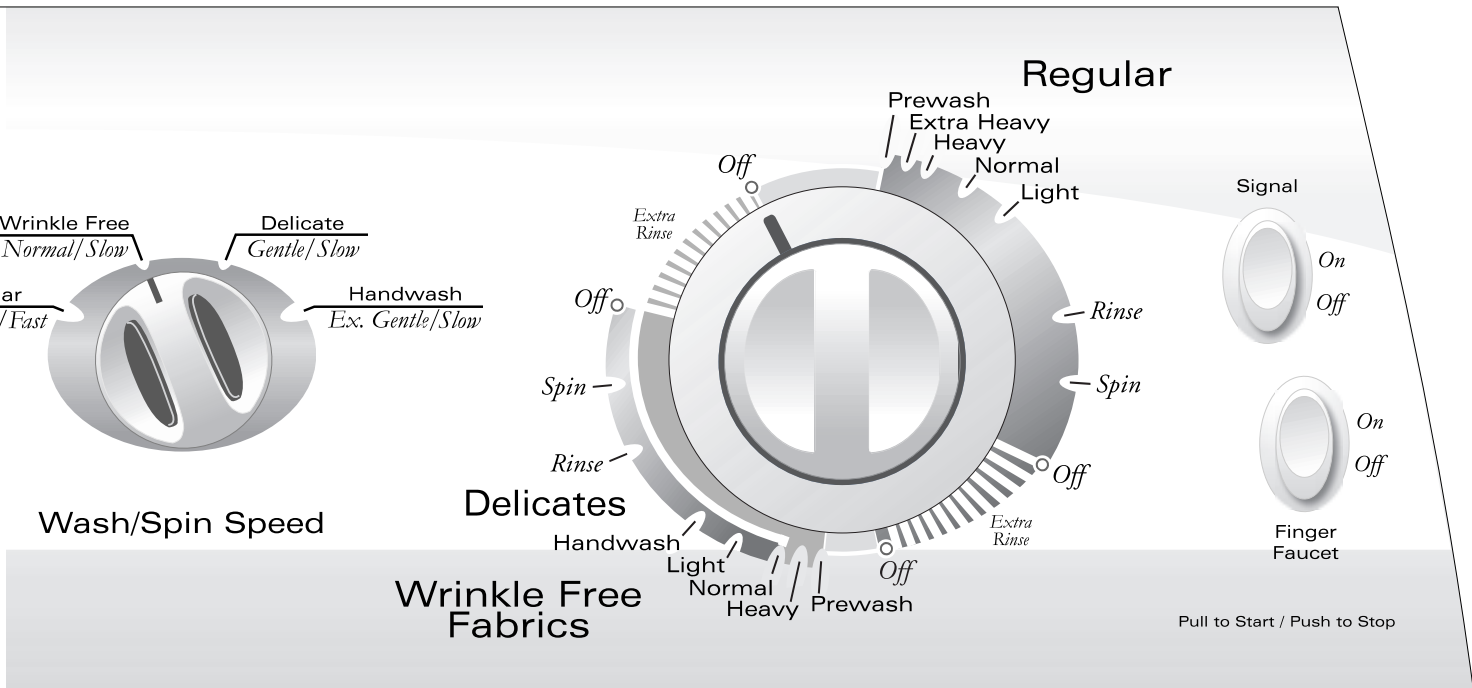 Regular
Prewash
Extra Heavy
Heavy
Normal
Light
Off
Extra
Rinse
Off
Spin
Rinse
Delicates
Handwash
Light
Normal
Heavy
Prewash
Wrinkle Free
Fabrics
Rinse
Spin
Off
Extra
Rinse
Off
Wrinkle Free
Normal/Slow
Delicate
Gentle/Slow
ar
/Fast
Handwash
Ex. Gentle/Slow
Wash/Spin Speed
Signal
On
Off
On
Off
Finger
Faucet
Pull to Start / Push to Stop